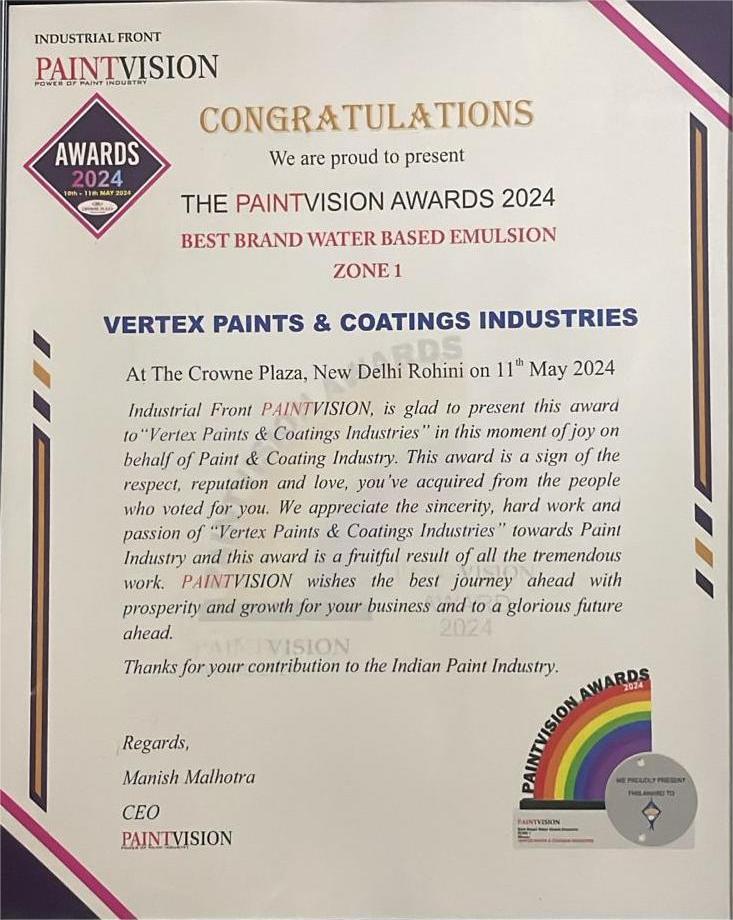 INDUSTRIAL FRONT
PAINTVISION
POWER OF PAINT INDUSTRY
AWARDS
2024
10th - 11th MAY 2024
CROWNE PLAZA
CONGRATULATIONS
We are proud to present
THE PAINTVISION AWARDS 2024
BEST BRAND WATER BASED EMULSION
ZONE 1
VERTEX PAINTS & COATINGS INDUSTRIES
At The Crowne Plaza, New Delhi Rohini on 11th May 2024
Industrial Front PAINTVISION, is glad to present this award
to "Vertex Paints & Coatings Industries" in this moment of joy on
behalf of Paint & Coating Industry. This award is a sign of the
respect, reputation and love, you've acquired from the people
who voted for you. We appreciate the sincerity, hard work and
passion of "Vertex Paints & Coatings Industries" towards Paint
Industry and this award is a fruitful result of all the tremendous
work. PAINTVISION wishes the best journey ahead with
prosperity and growth for your business and to a glorious future
ahead.
Thanks for your contribution to the Indian Paint Industry.
Regards,
Manish Malhotra
CEO
PAINTVISION
PAINTVISION AWARDS
2024
WE PROUDLY PRESENT
THIS AWARD TO
PAINTVISION
PAINTVISION
VISION
AWARD
2024